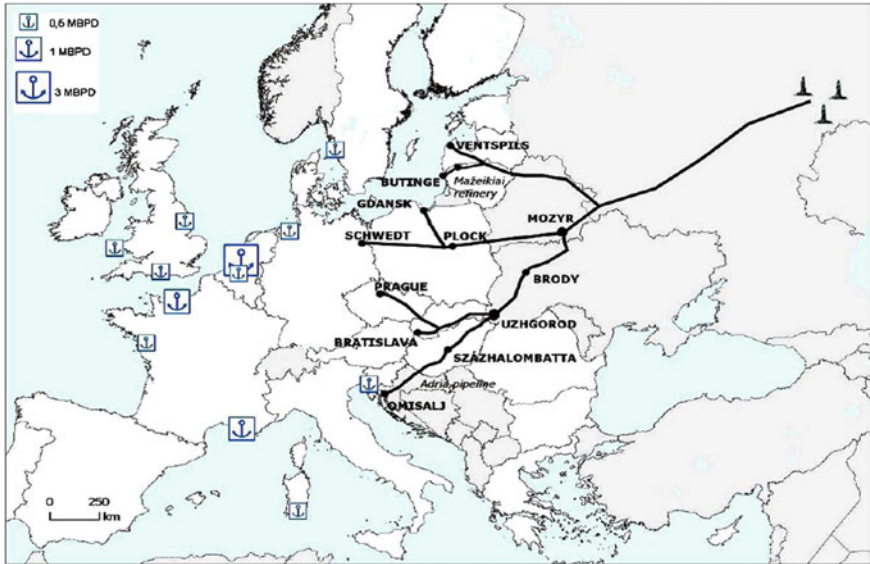 0,5 MBPD
1 MBPD
3 MBPD
VENTSPILS
BUTINGE
Mažeikiai
refinery
GDANSK
MOZYR
SCHWEDT
PLOCK
BRODY
PRAGUE
UZHGOROD
BRATISLAVA
SZÁZHALOMBATTA
Adria pipeline
OMISALJ
0 250
km